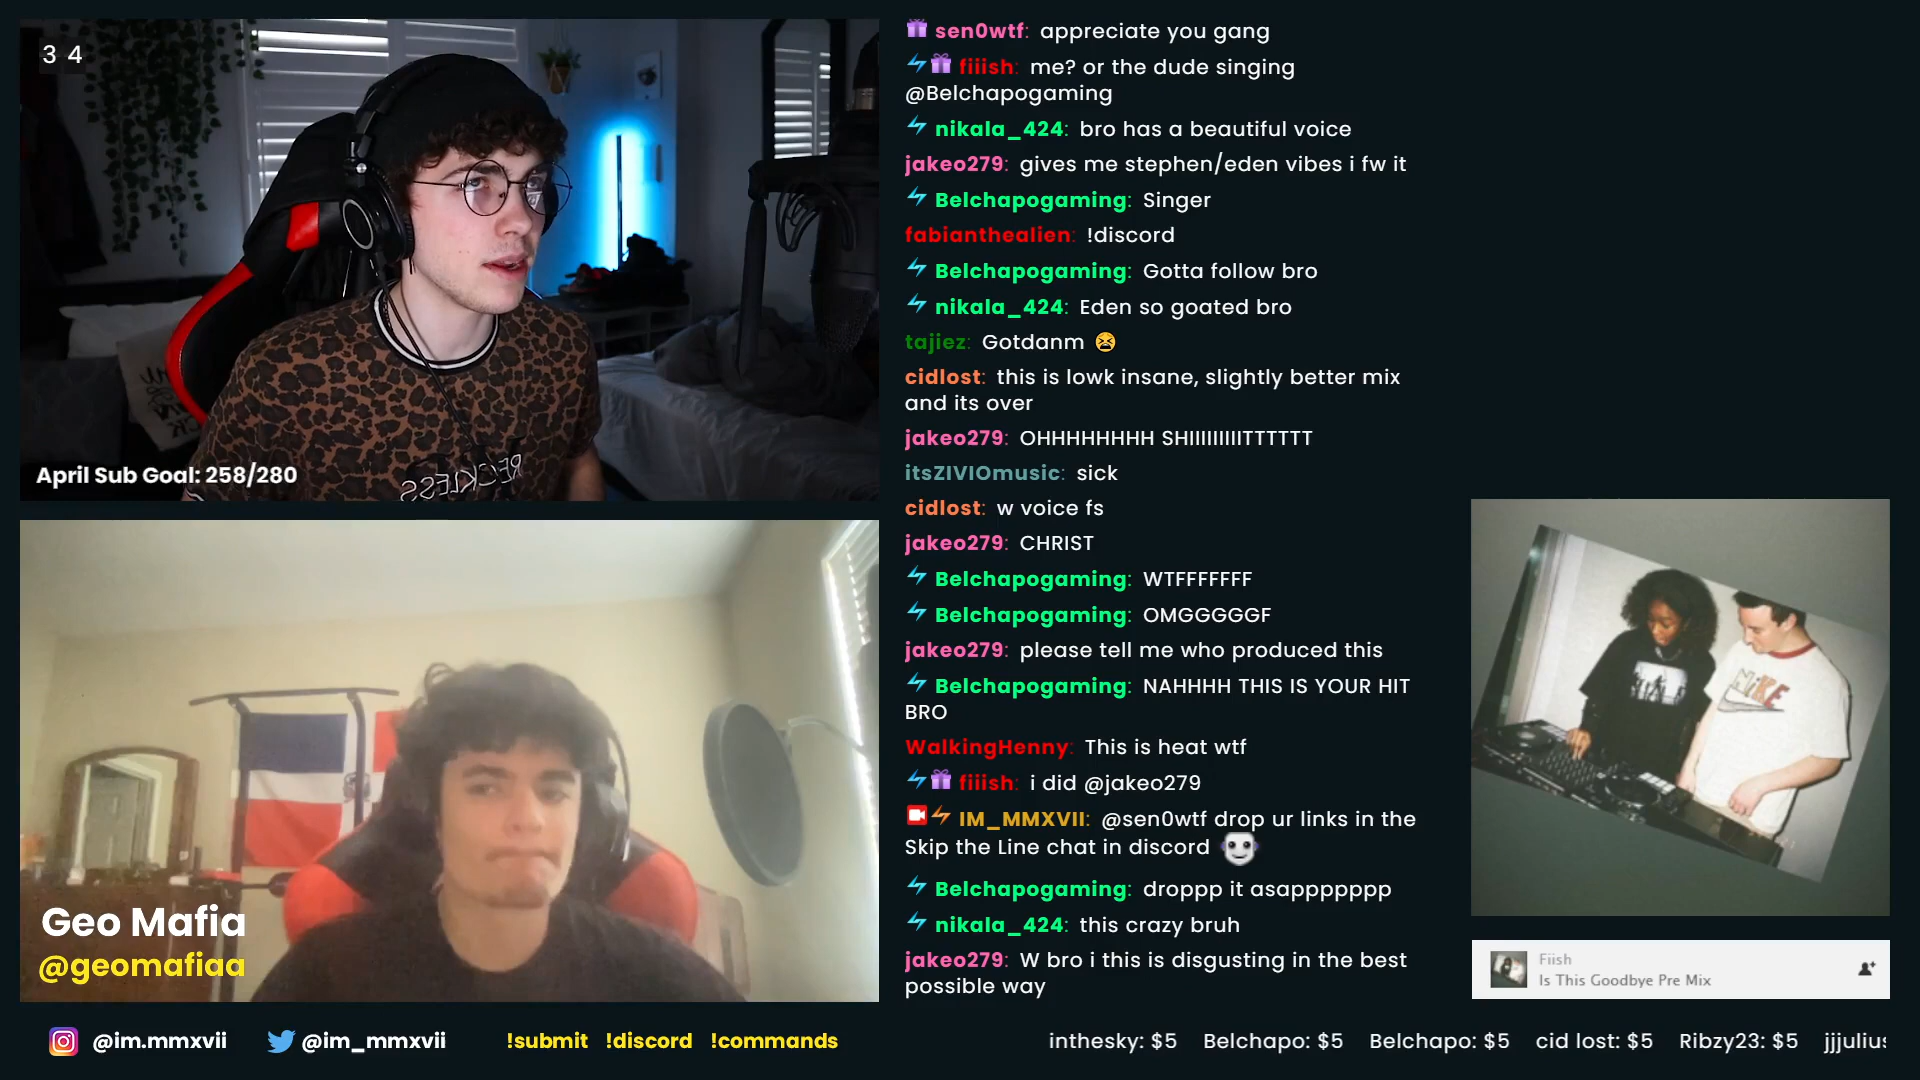 3 4
April Sub Goal: 258/280
RECKLESS
Geo Mafia
@geomafiaa
sen0wtf: appreciate you gang
fiiish: me? or the dude singing
@Belchapogaming
nikala_424: bro has a beautiful voice
jakeo279: gives me stephen/eden vibes i fw it
Belchapogaming: Singer
fabianthealien: !discord
Belchapogaming: Gotta follow bro
nikala_424: Eden so goated bro
tajiez: Gotdanm 😫
cidlost: this is lowk insane, slightly better mix
and its over
jakeo279: OHHHHHHHH SHIIIIIIIIITTTTTT
itsZIVIOmusic: sick
cidlost: w voice fs
jakeo279: CHRIST
Belchapogaming: WTFFFFFFF
Belchapogaming: OMGGGGGF
jakeo279: please tell me who produced this
Belchapogaming: NAHHHH THIS IS YOUR HIT
BRO
WalkingHenny: This is heat wtf
fiiish: i did @jakeo279
IM_MMXVII: @sen0wtf drop ur links in the
Skip the Line chat in discord
Belchapogaming: droppp it asappppppp
nikala_424: this crazy bruh
jakeo279: W bro i this is disgusting in the best
possible way
NIKE
Fiish
Is This Goodbye Pre Mix
@im.mmxvii @im_mmxvii !submit !discord !commands
inthesky: $5 Belchapo: $5 Belchapo: $5 cid lost: $5 Ribzy23: $5 jjjulius